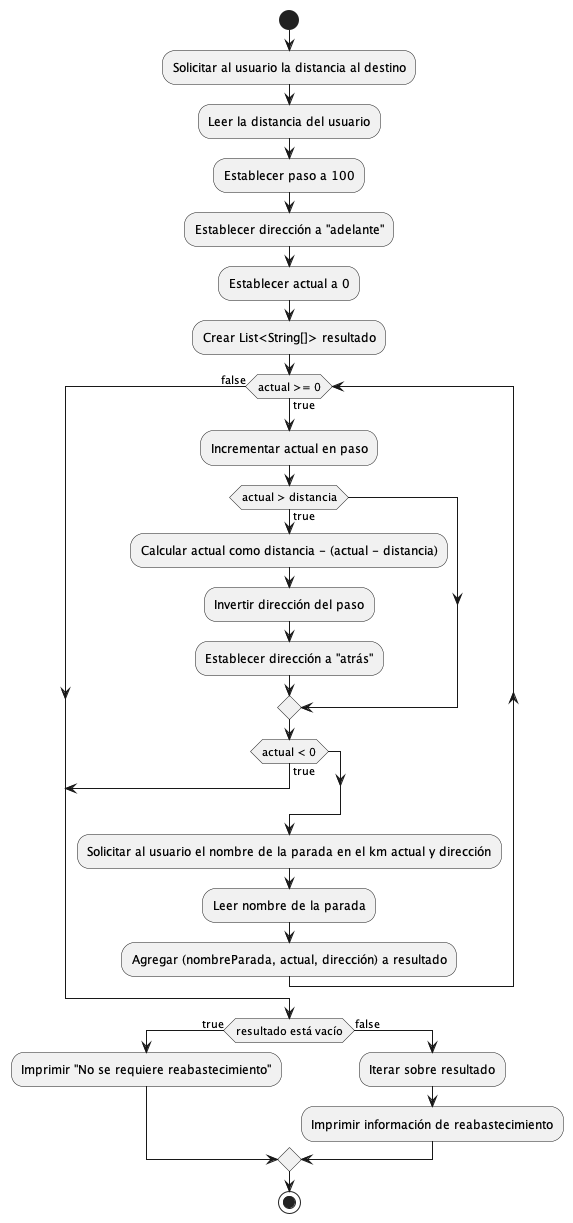 Solicitar al usuario la distancia al destino
Leer la distancia del usuario
Establecer paso a 100
Establecer dirección a "adelante"
Establecer actual a 0
Crear List<String[]> resultado
false
actual >= 0
true
Incrementar actual en paso
actual > distancia
true
Calcular actual como distancia - (actual - distancia)
Invertir dirección del paso
Establecer dirección a "atrás"
actual < 0
true
Solicitar al usuario el nombre de la parada en el km actual y dirección
Leer nombre de la parada
Agregar (nombreParada, actual, dirección) a resultado
true
resultado está vacío
false
Imprimir "No se requiere reabastecimiento"
Iterar sobre resultado
Imprimir información de reabastecimiento